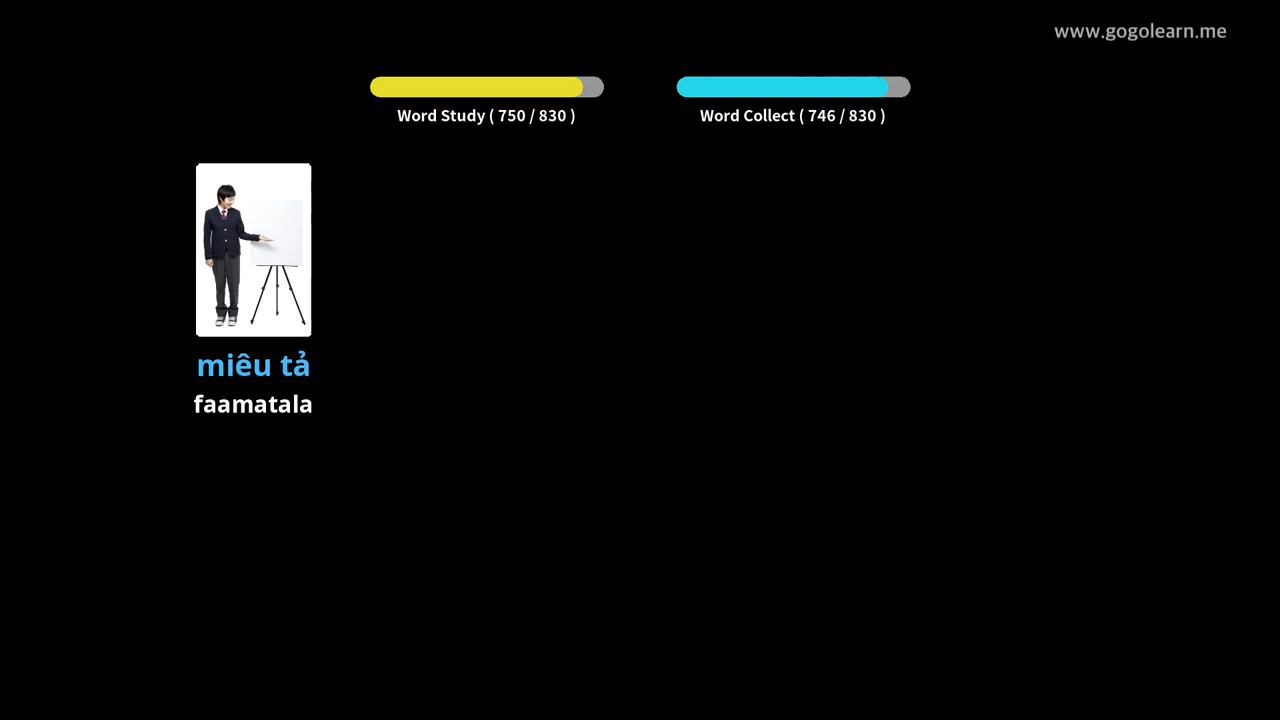 www.gogolearn.me
Word Study ( 750 / 830 )
Word Collect ( 746 / 830 )
miêu tả
faamatala